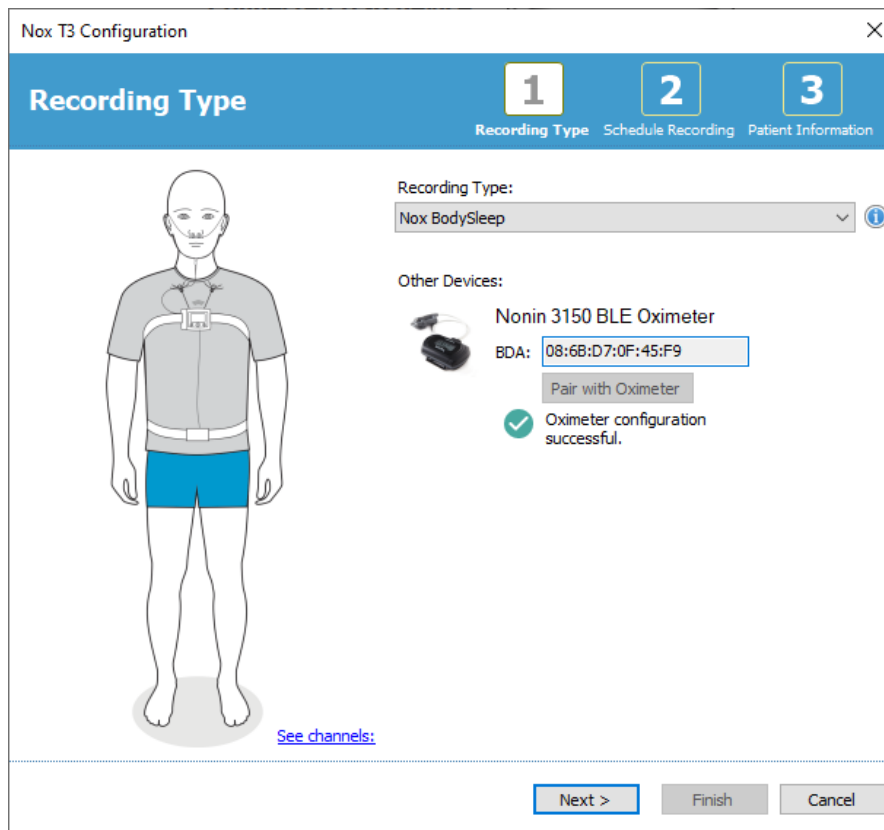 Nox T3 Configuration
Recording Type
1
2
3
Recording Type
Schedule Recording
Patient Information
Recording Type:
Nox BodySleep
Other Devices:
Nonin 3150 BLE Oximeter
BDA: 08:6B:D7:0F:45:F9
Pair with Oximeter
Oximeter configuration
successful.
See channels:
Next >
Finish
Cancel